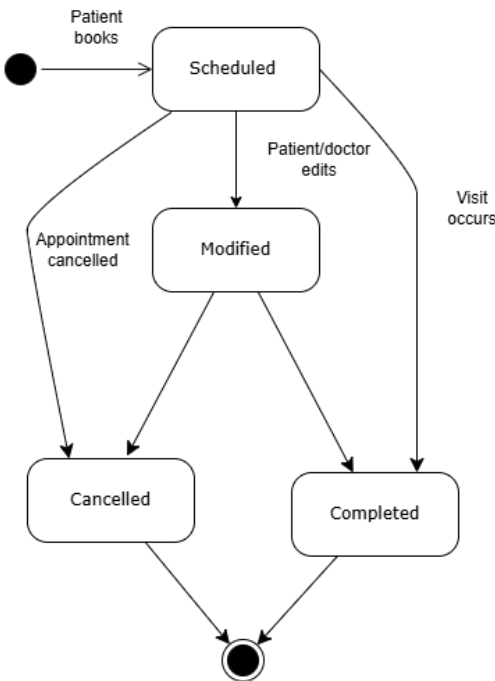 Patient
books
Scheduled
Patient/doctor
edits
Visit
occurs
Appointment
cancelled
Modified
Cancelled
Completed